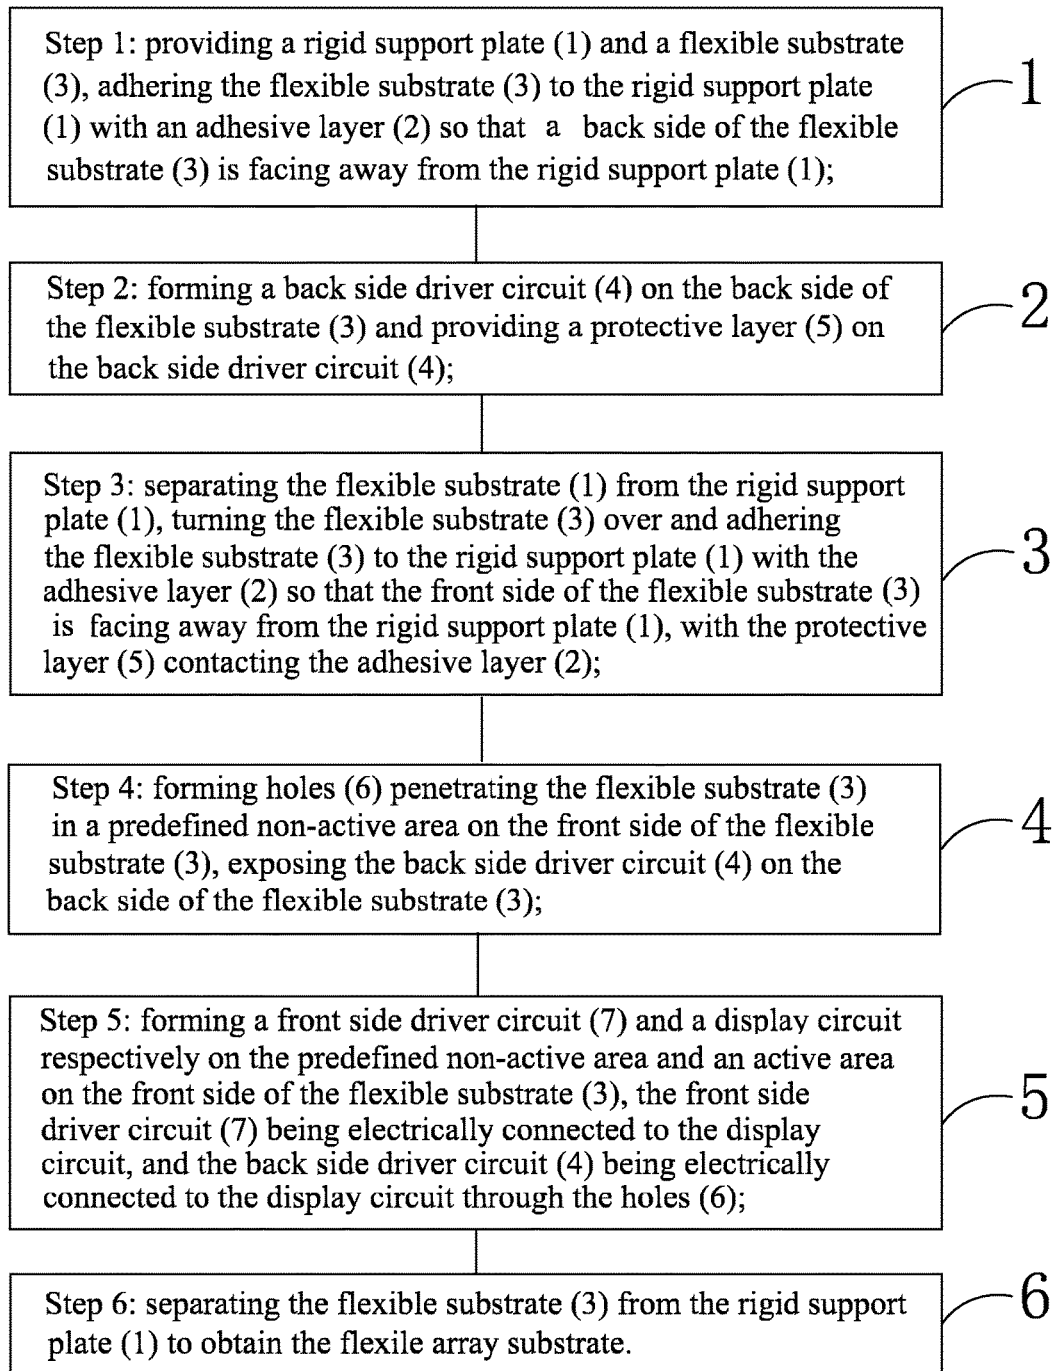 Step 1: providing a rigid support plate (1) and a flexible substrate
(3), adhering the flexible substrate (3) to the rigid support plate
(1) with an adhesive layer (2) so that a back side of the flexible
substrate (3) is facing away from the rigid support plate (1);
1
Step 2: forming a back side driver circuit (4) on the back side of
the flexible substrate (3) and providing a protective layer (5) on
the back side driver circuit (4);
2
Step 3: separating the flexible substrate (1) from the rigid support
plate (1), turning the flexible substrate (3) over and adhering
the flexible substrate (3) to the rigid support plate (1) with the
adhesive layer (2) so that the front side of the flexible substrate (3)
is facing away from the rigid support plate (1), with the protective
layer (5) contacting the adhesive layer (2);
3
Step 4: forming holes (6) penetrating the flexible substrate (3)
in a predefined non-active area on the front side of the flexible
substrate (3), exposing the back side driver circuit (4) on the
back side of the flexible substrate (3);
4
Step 5: forming a front side driver circuit (7) and a display circuit
respectively on the predefined non-active area and an active area
on the front side of the flexible substrate (3), the front side
driver circuit (7) being electrically connected to the display
circuit, and the back side driver circuit (4) being electrically
connected to the display circuit through the holes (6);
5
Step 6: separating the flexible substrate (3) from the rigid support
plate (1) to obtain the flexile array substrate.
6